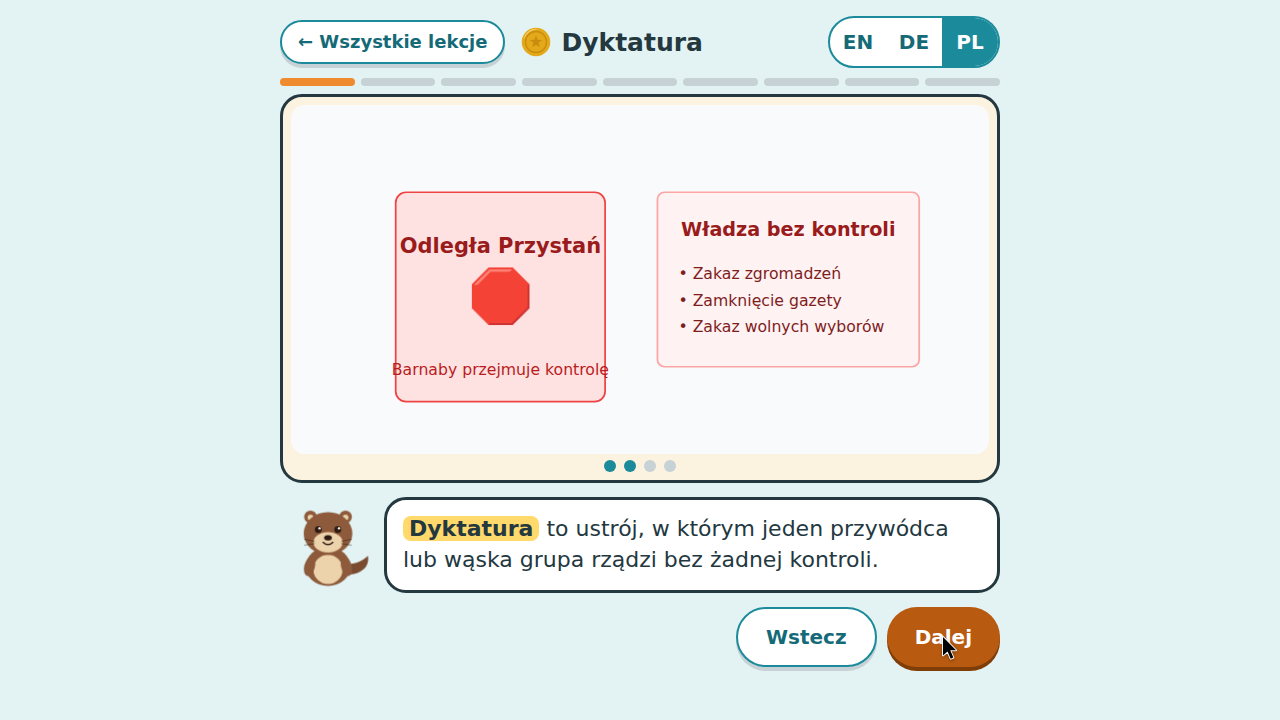 ← Wszystkie lekcje
Dyktatura
EN DE PL
Odległa Przystań
Barnaby przejmuje kontrolę
Władza bez kontroli
• Zakaz zgromadzeń
• Zamknięcie gazety
• Zakaz wolnych wyborów
Dyktatura to ustrój, w którym jeden przywódca
lub wąska grupa rządzi bez żadnej kontroli.
Wstecz
Dalej